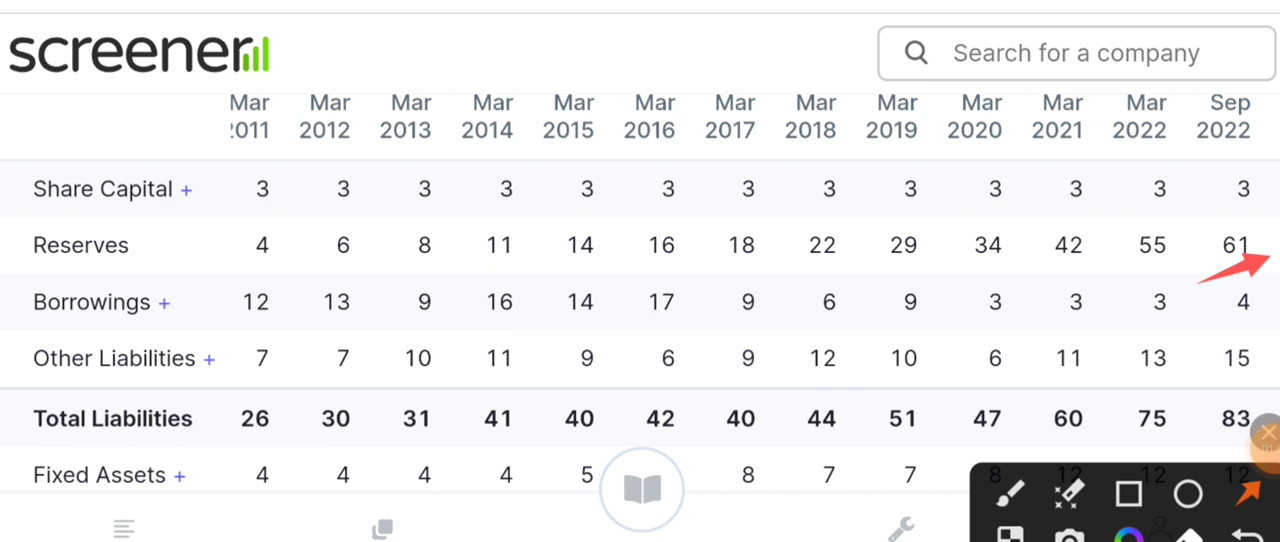 screener
Search for a company
Mar Mar Mar Mar Mar Mar Mar Mar Mar Mar Mar Mar Sep
2011 2012 2013 2014 2015 2016 2017 2018 2019 2020 2021 2022 2022
Share Capital + 3 3 3 3 3 3 3 3 3 3 3 3 3
Reserves 4 6 8 11 14 16 18 22 29 34 42 55 61
Borrowings + 12 13 9 16 14 17 9 6 9 3 3 3 4
Other Liabilities + 7 7 10 11 9 6 9 12 10 6 11 13 15
Total Liabilities 26 30 31 41 40 42 40 44 51 47 60 75 83
Fixed Assets + 4 4 4 4 5 8 7 7 8 12 12 12